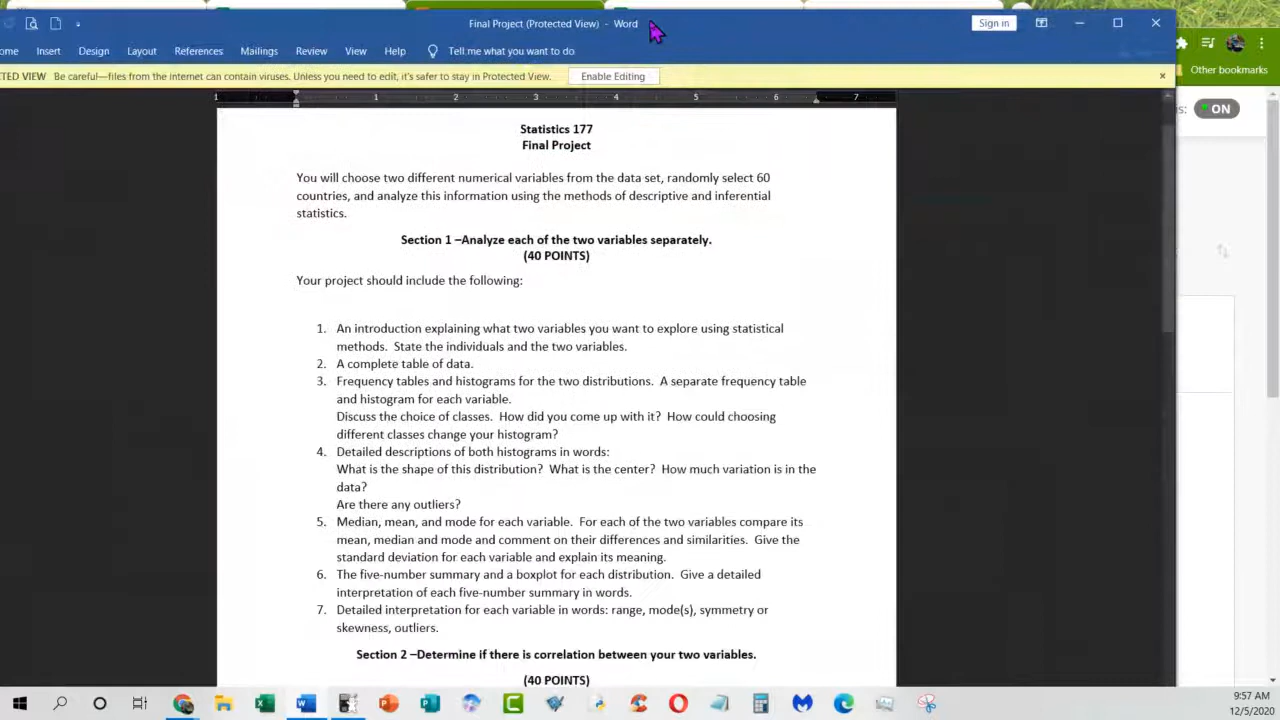 Final Project (Protected View) - Word
Sign in
Insert Design Layout References Mailings Review View Help Tell me what you want to do
Other bookmarks
VIEW Be careful—files from the internet can contain viruses. Unless you need to edit, it's safer to stay in Protected View. Enable Editing
1 1 2 3 4 5 6 7
ON
Statistics 177
Final Project
You will choose two different numerical variables from the data set, randomly select 60
countries, and analyze this information using the methods of descriptive and inferential
statistics.
Section 1 –Analyze each of the two variables separately.
(40 POINTS)
Your project should include the following:
1. An introduction explaining what two variables you want to explore using statistical
methods. State the individuals and the two variables.
2. A complete table of data.
3. Frequency tables and histograms for the two distributions. A separate frequency table
and histogram for each variable.
Discuss the choice of classes. How did you come up with it? How could choosing
different classes change your histogram?
4. Detailed descriptions of both histograms in words:
What is the shape of this distribution? What is the center? How much variation is in the
data?
Are there any outliers?
5. Median, mean, and mode for each variable. For each of the two variables compare its
mean, median and mode and comment on their differences and similarities. Give the
standard deviation for each variable and explain its meaning.
6. The five-number summary and a boxplot for each distribution. Give a detailed
interpretation of each five-number summary in words.
7. Detailed interpretation for each variable in words: range, mode(s), symmetry or
skewness, outliers.
Section 2 –Determine if there is correlation between your two variables.
(40 POINTS)
9:57 AM
12/5/2020